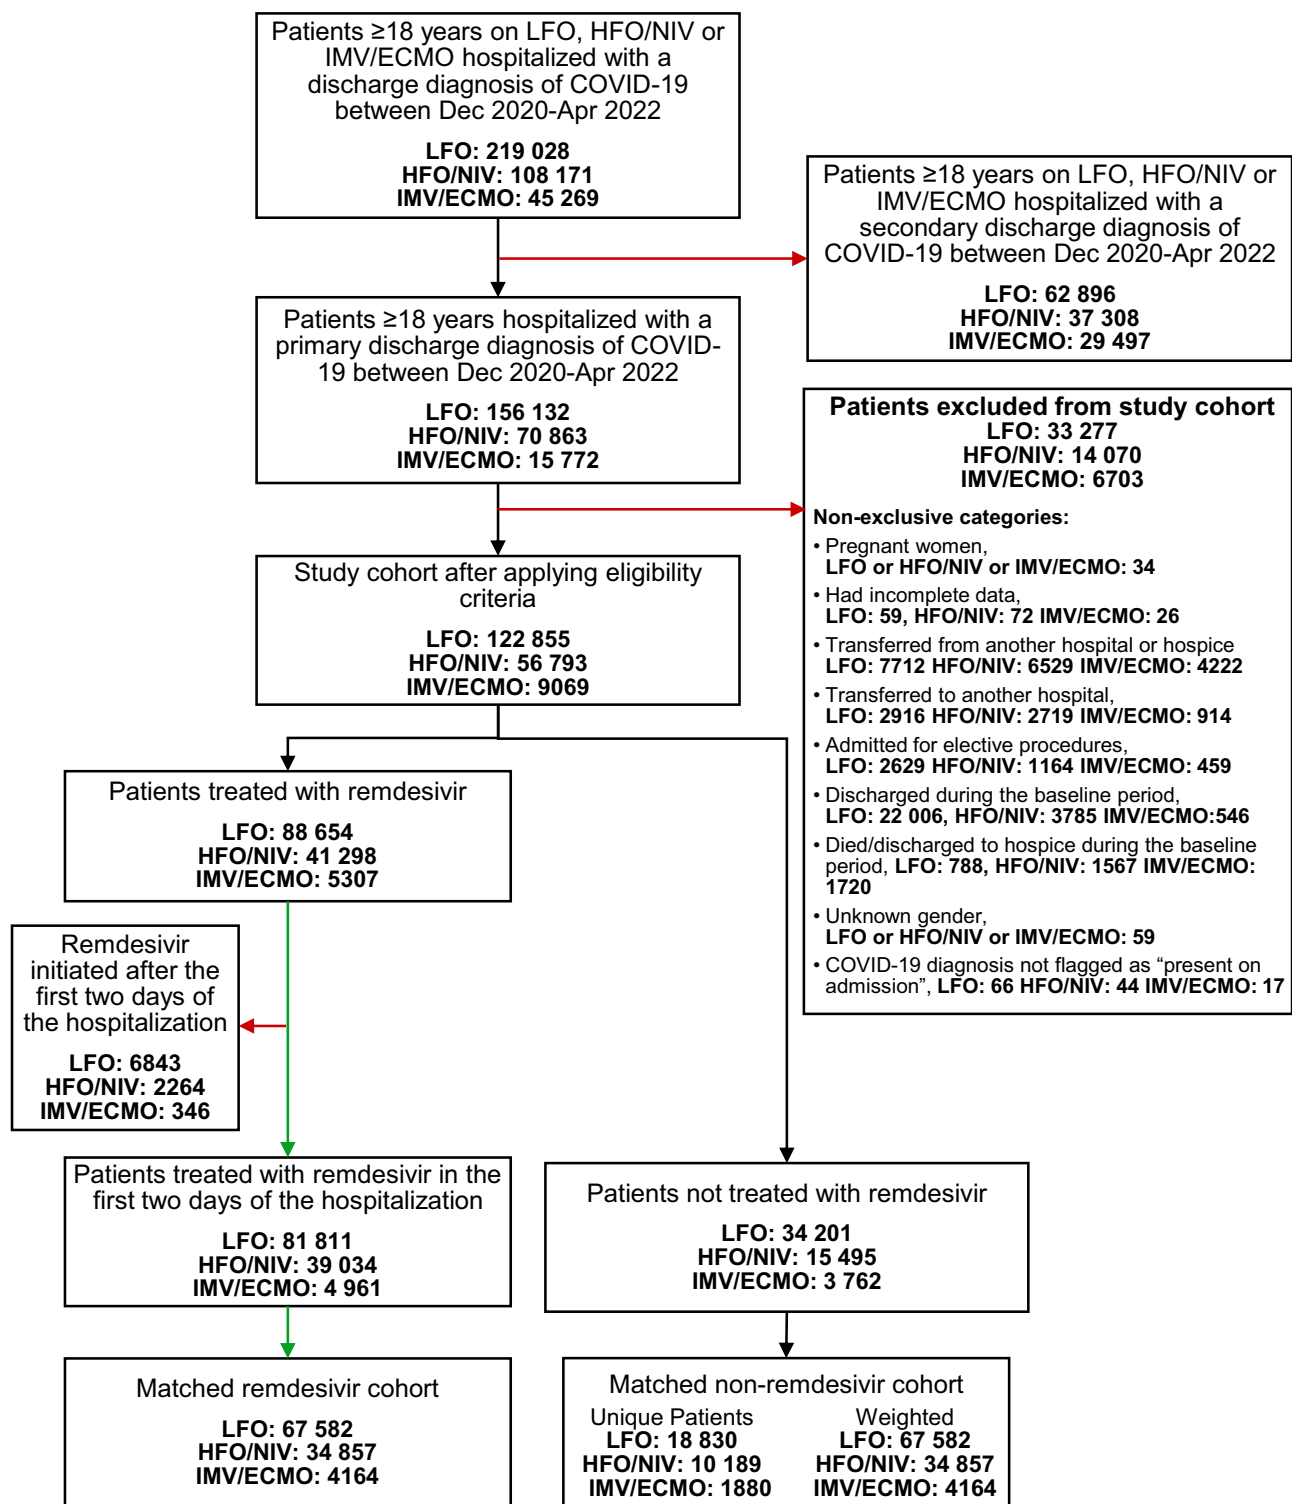 Patients ≥18 years on LFO, HFO/NIV or
IMV/ECMO hospitalized with a
discharge diagnosis of COVID-19
between Dec 2020-Apr 2022
LFO: 219 028
HFO/NIV: 108 171
IMV/ECMO: 45 269
Patients ≥18 years on LFO, HFO/NIV or
IMV/ECMO hospitalized with a
secondary discharge diagnosis of
COVID-19 between Dec 2020-Apr 2022
LFO: 62 896
HFO/NIV: 37 308
IMV/ECMO: 29 497
Patients ≥18 years hospitalized with a
primary discharge diagnosis of COVID-
19 between Dec 2020-Apr 2022
LFO: 156 132
HFO/NIV: 70 863
IMV/ECMO: 15 772
Patients excluded from study cohort
LFO: 33 277
HFO/NIV: 14 070
IMV/ECMO: 6703
Non-exclusive categories:
• Pregnant women,
LFO or HFO/NIV or IMV/ECMO: 34
• Had incomplete data,
LFO: 59, HFO/NIV: 72 IMV/ECMO: 26
• Transferred from another hospital or hospice
LFO: 7712 HFO/NIV: 6529 IMV/ECMO: 4222
• Transferred to another hospital,
LFO: 2916 HFO/NIV: 2719 IMV/ECMO: 914
• Admitted for elective procedures,
LFO: 2629 HFO/NIV: 1164 IMV/ECMO: 459
• Discharged during the baseline period,
LFO: 22 006, HFO/NIV: 3785 IMV/ECMO:546
• Died/discharged to hospice during the baseline
period, LFO: 788, HFO/NIV: 1567 IMV/ECMO:
1720
• Unknown gender,
LFO or HFO/NIV or IMV/ECMO: 59
• COVID-19 diagnosis not flagged as “present on
admission”, LFO: 66 HFO/NIV: 44 IMV/ECMO: 17
Study cohort after applying eligibility
criteria
LFO: 122 855
HFO/NIV: 56 793
IMV/ECMO: 9069
Patients treated with remdesivir
LFO: 88 654
HFO/NIV: 41 298
IMV/ECMO: 5307
Remdesivir
initiated after the
first two days of
the hospitalization
LFO: 6843
HFO/NIV: 2264
IMV/ECMO: 346
Patients treated with remdesivir in the
first two days of the hospitalization
LFO: 81 811
HFO/NIV: 39 034
IMV/ECMO: 4 961
Patients not treated with remdesivir
LFO: 34 201
HFO/NIV: 15 495
IMV/ECMO: 3 762
Matched remdesivir cohort
LFO: 67 582
HFO/NIV: 34 857
IMV/ECMO: 4164
Matched non-remdesivir cohort
Unique Patients
LFO: 18 830
HFO/NIV: 10 189
IMV/ECMO: 1880
Weighted
LFO: 67 582
HFO/NIV: 34 857
IMV/ECMO: 4164